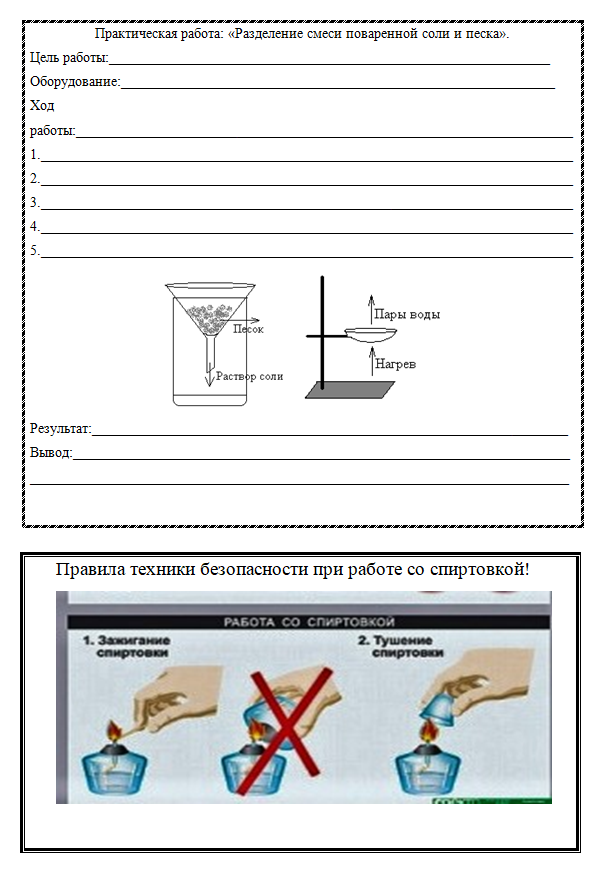 Практическая работа: «Разделение смеси поваренной соли и песка».
Цель работы:
Оборудование:
Ход
работы:
1.
2.
3.
4.
5.
Песок
Раствор соли
Пары воды
Нагрев
Результат:
Вывод:
Правила техники безопасности при работе со спиртовкой!
РАБОТА СО СПИРТОВКОЙ
1. Зажигание
спиртовки
2. Тушение
спиртовки